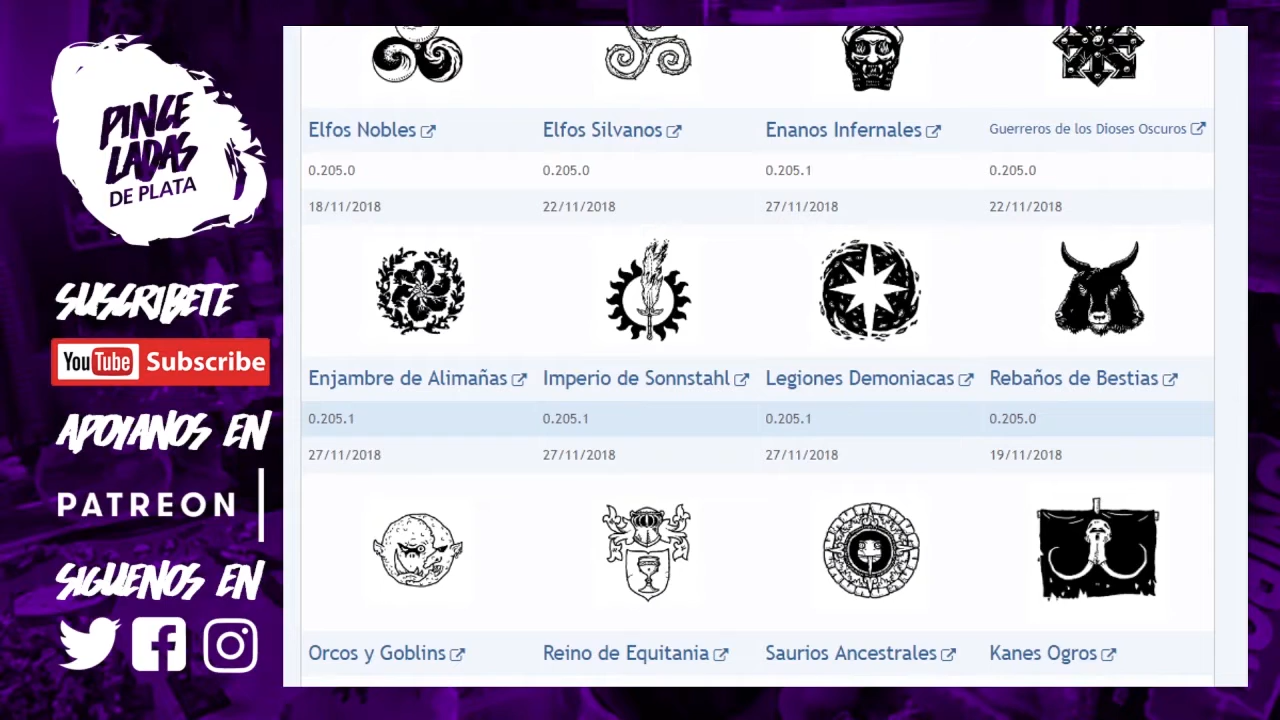 PINCE
LADAS
DE PLATA
SUSCRIBETE
YouTube Subscribe
APOYANOS EN
PATREON
SIGUENOS EN
Elfos Nobles Elfos Silvanos Enanos Infernales Guerreros de los Dioses Oscuros
0.205.0 0.205.0 0.205.1 0.205.0
18/11/2018 22/11/2018 27/11/2018 22/11/2018
Enjambre de Alimañas Imperio de Sonnstahl Legiones Demoniacas Rebaños de Bestias
0.205.1 0.205.1 0.205.1 0.205.0
27/11/2018 27/11/2018 27/11/2018 19/11/2018
Orcos y Goblins Reino de Equitania Saurios Ancestrales Kanes Ogros